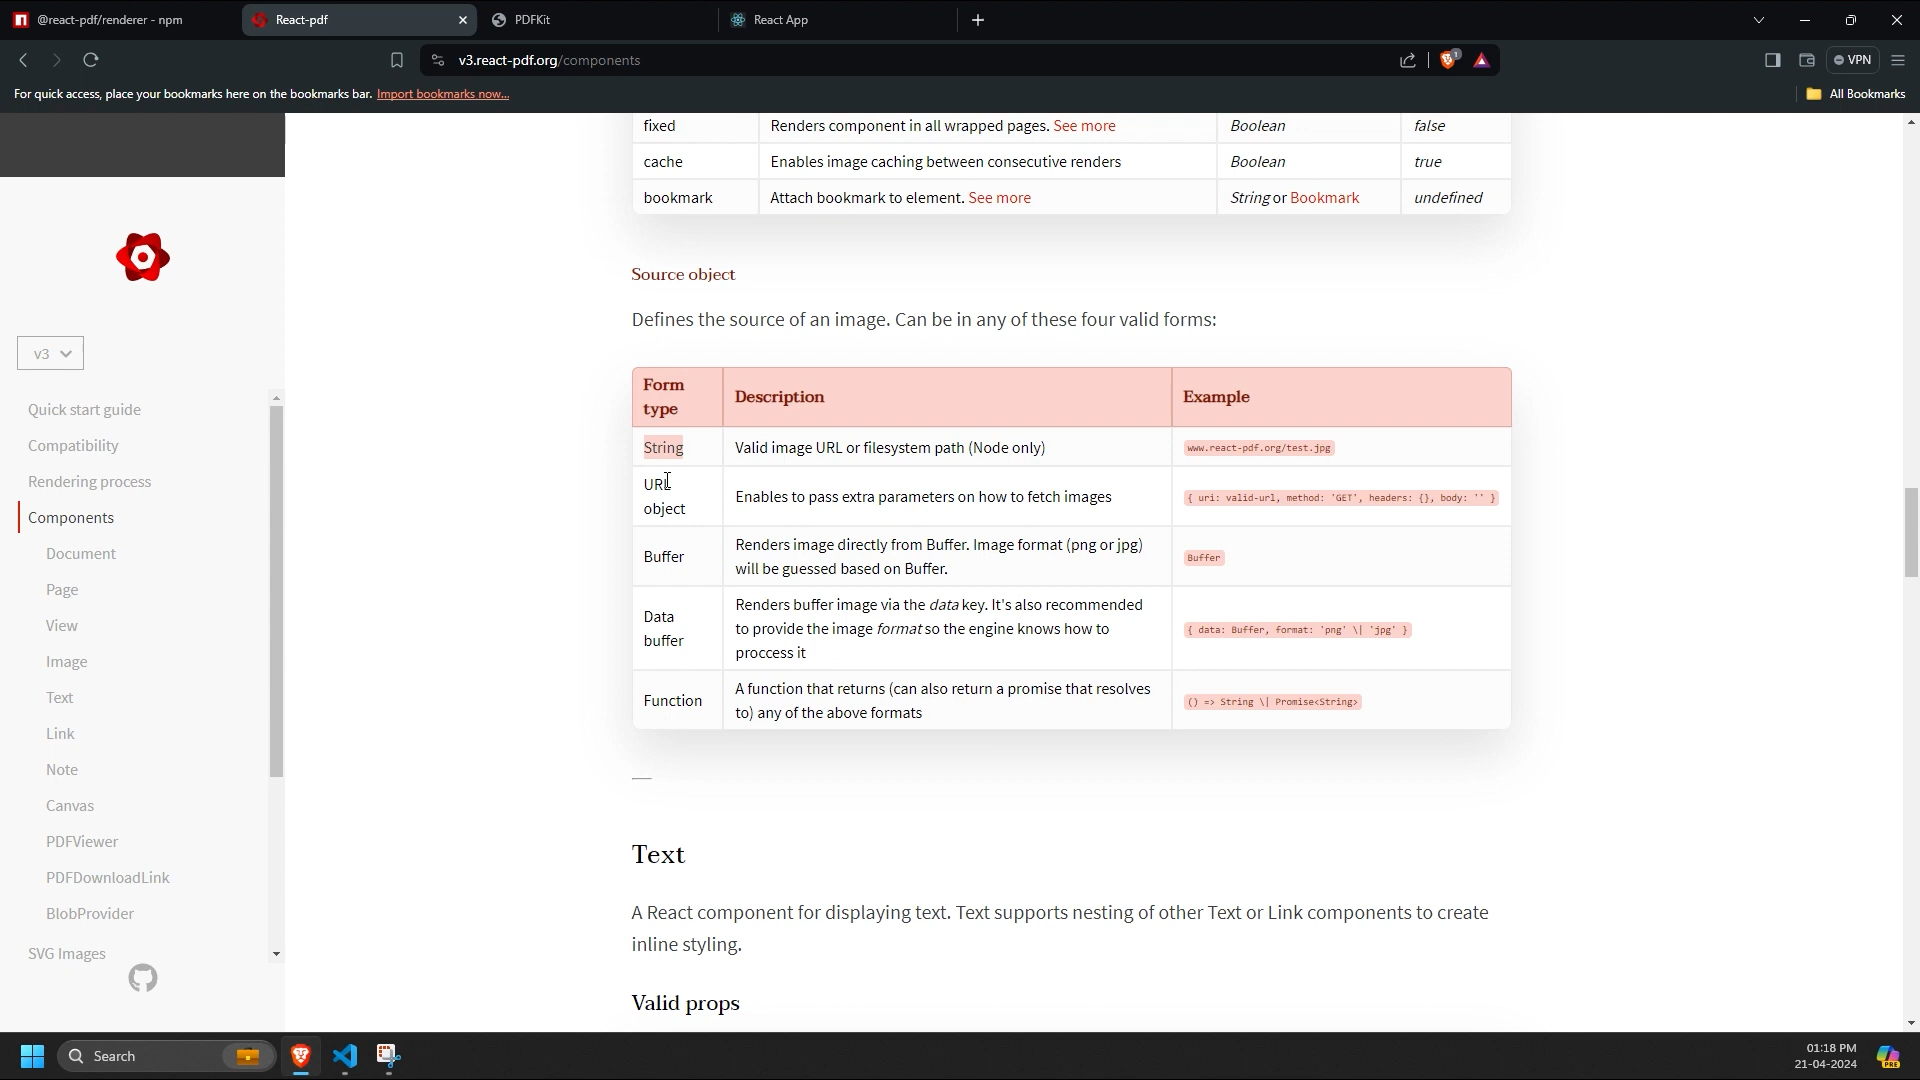 @react-pdf/renderer - npm
React-pdf
PDFKit
React App
v3.react-pdf.org/components
1
VPN
For quick access, place your bookmarks here on the bookmarks bar. Import bookmarks now...
All Bookmarks
v3
Quick start guide
Compatibility
Rendering process
Components
Document
Page
View
Image
Text
Link
Note
Canvas
PDFViewer
PDFDownloadLink
BlobProvider
SVG Images
fixed Renders component in all wrapped pages. See more Boolean false
cache Enables image caching between consecutive renders Boolean true
bookmark Attach bookmark to element. See more String or Bookmark undefined
Source object
Defines the source of an image. Can be in any of these four valid forms:
Form
type
Description
Example
String
Valid image URL or filesystem path (Node only)
www.react-pdf.org/test.jpg
URL
object
Enables to pass extra parameters on how to fetch images
{ uri: valid-url, method: 'GET', headers: {}, body: '' }
Buffer
Renders image directly from Buffer. Image format (png or jpg)
will be guessed based on Buffer.
Buffer
Data
buffer
Renders buffer image via the data key. It's also recommended
to provide the image format so the engine knows how to
proccess it
{ data: Buffer, format: 'png' \| 'jpg' }
Function
A function that returns (can also return a promise that resolves
to) any of the above formats
() => String \| Promise<String>
Text
A React component for displaying text. Text supports nesting of other Text or Link components to create
inline styling.
Valid props
Search
01:18 PM
21-04-2024
PRE